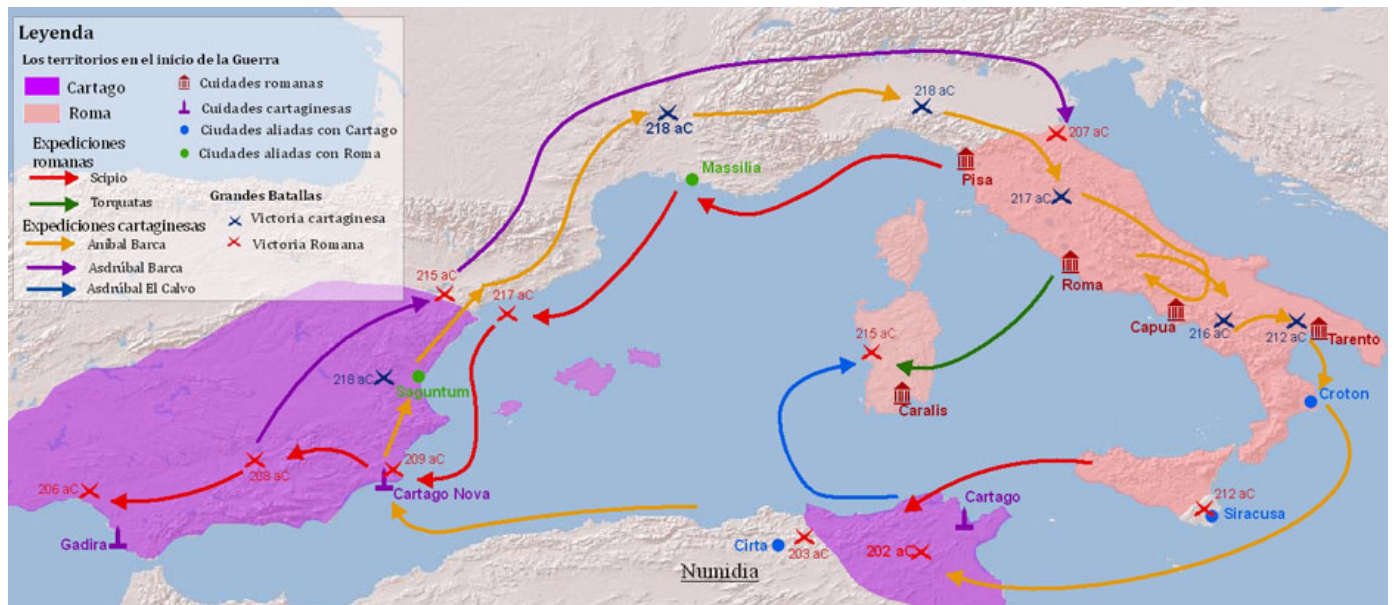 Leyenda
Los territorios en el inicio de la Guerra
Cartago
Roma
Cuidades romanas
Cuidades cartaginesas
Ciudades aliadas con Cartago
Ciudades aliadas con Roma
Expediciones
romanas
Scipio
Torquatas
Expediciones cartaginesas
Aníbal Barca
Asdrúbal Barca
Asdrúbal El Calvo
Grandes Batallas
Victoria cartaginesa
Victoria Romana
218 aC
218 aC
207 aC
Massilia
Pisa
217 aC
215 aC
217 aC
Roma
Capua
216 aC
212 aC
Tarento
215 aC
218 aC
Saguntum
Caralis
Croton
209 aC
208 aC
206 aC
Cartago Nova
Cartago
212 aC
Siracusa
Gadira
Cirta
203 aC
202 aC
Numidia